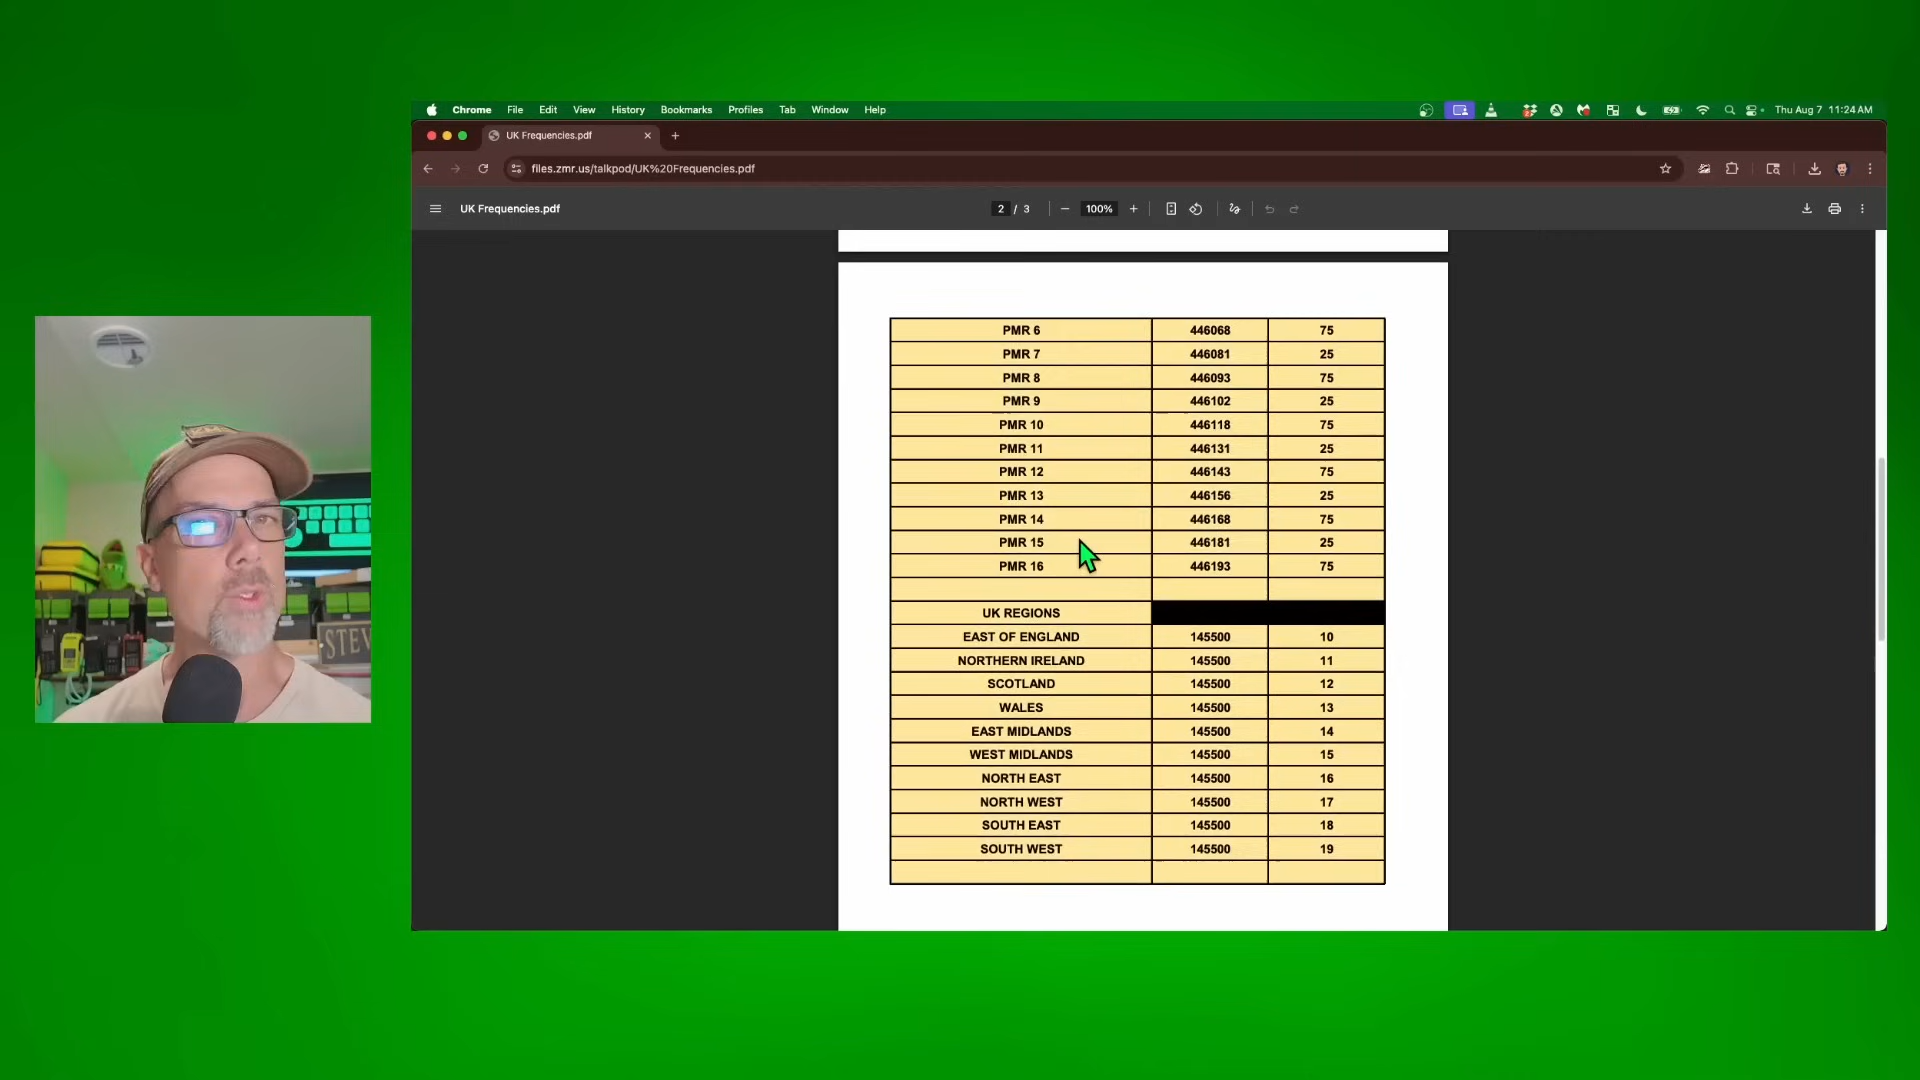 Chrome File Edit View History Bookmarks Profiles Tab Window Help Thu Aug 7 11:24 AM
UK Frequencies.pdf
files.zmr.us/talkpod/UK%20Frequencies.pdf
UK Frequencies.pdf 2 / 3 100%
PMR 6 446068 75
PMR 7 446081 25
PMR 8 446093 75
PMR 9 446102 25
PMR 10 446118 75
PMR 11 446131 25
PMR 12 446143 75
PMR 13 446156 25
PMR 14 446168 75
PMR 15 446181 25
PMR 16 446193 75
UK REGIONS
EAST OF ENGLAND 145500 10
NORTHERN IRELAND 145500 11
SCOTLAND 145500 12
WALES 145500 13
EAST MIDLANDS 145500 14
WEST MIDLANDS 145500 15
NORTH EAST 145500 16
NORTH WEST 145500 17
SOUTH EAST 145500 18
SOUTH WEST 145500 19
STEV